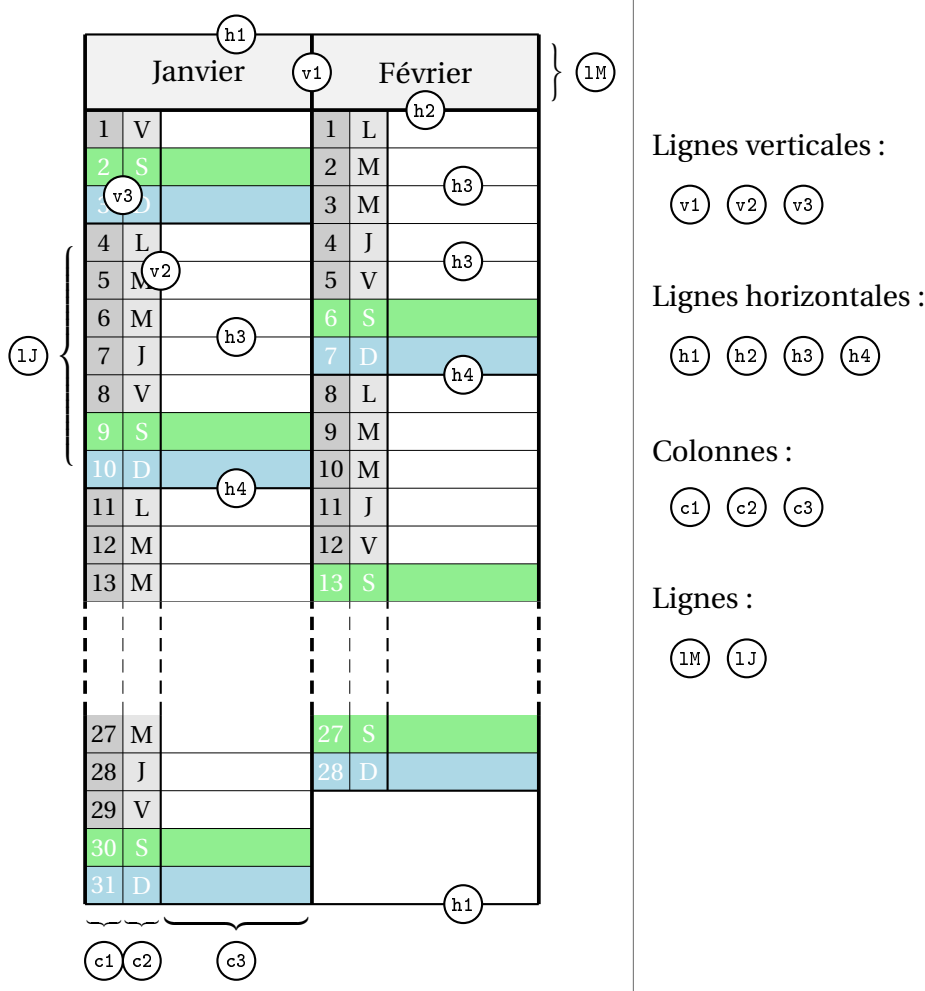 h1
Janvier v1 Février lM
h2
1 V 1 L
2 S 2 M
h3
v3
3 D 3 M
4 L 4 J
h3
v2
5 M 5 V
6 M 6 S
h3
lJ 7 J 7 D
h4
8 V 8 L
9 S 9 M
10 D 10 M
h4
11 L 11 J
12 M 12 V
13 M 13 S
27 M 27 S
28 J 28 D
29 V
30 S
31 D
h1
c1 c2 c3
Lignes verticales :
v1 v2 v3
Lignes horizontales :
h1 h2 h3 h4
Colonnes :
c1 c2 c3
Lignes :
lM lJ